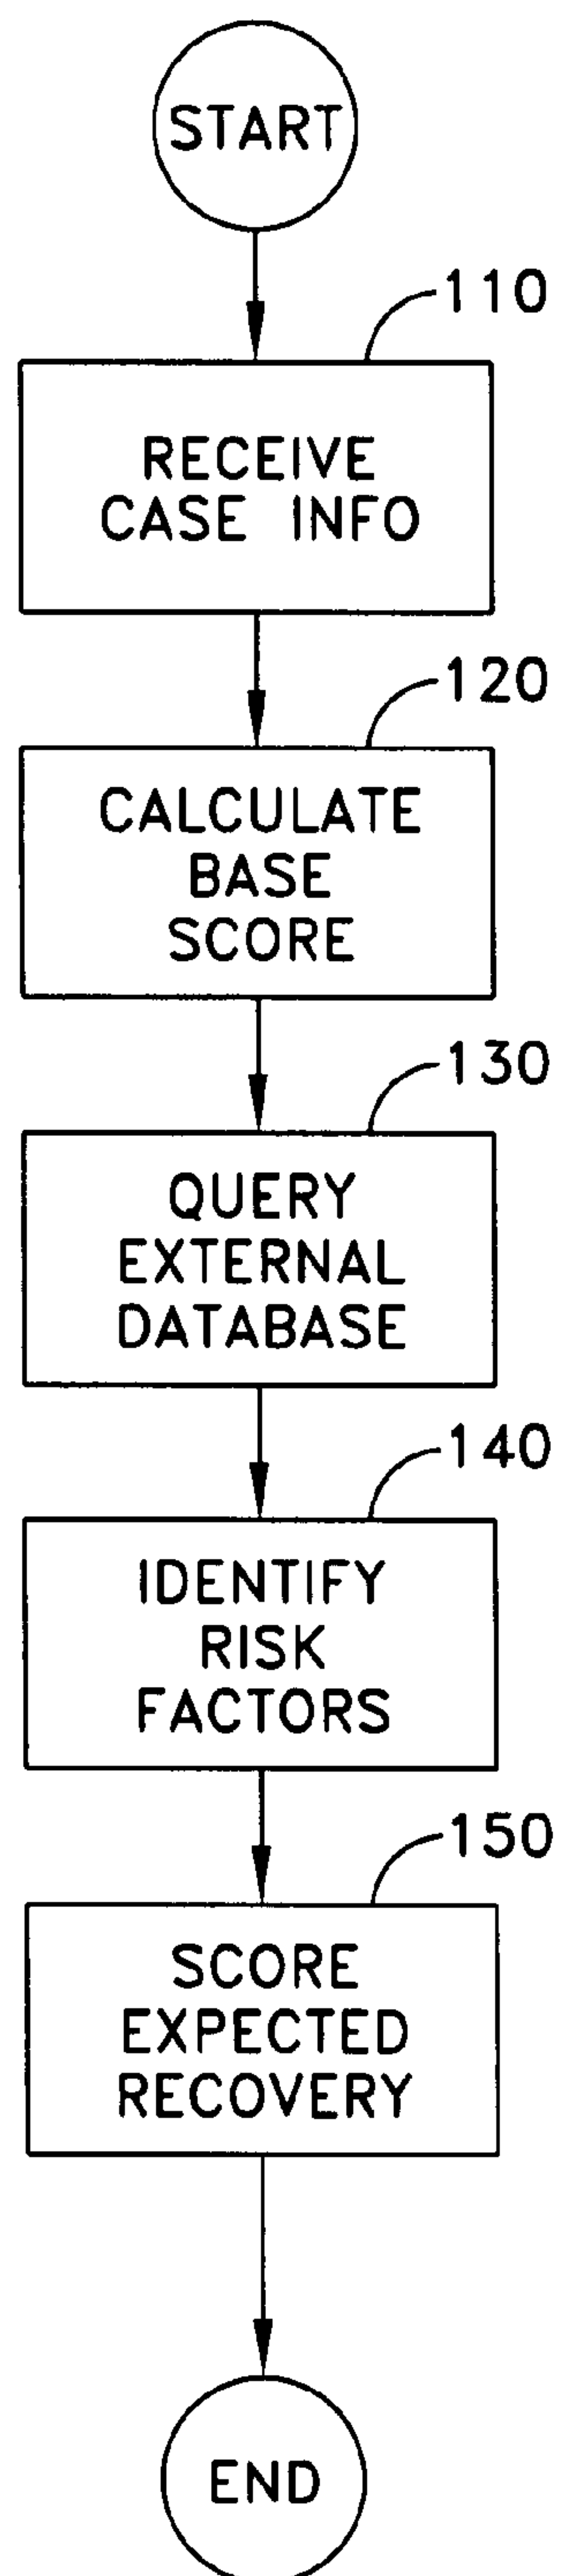 START
110
RECEIVE
CASE INFO
120
CALCULATE
BASE
SCORE
130
QUERY
EXTERNAL
DATABASE
140
IDENTIFY
RISK
FACTORS
150
SCORE
EXPECTED
RECOVERY
END